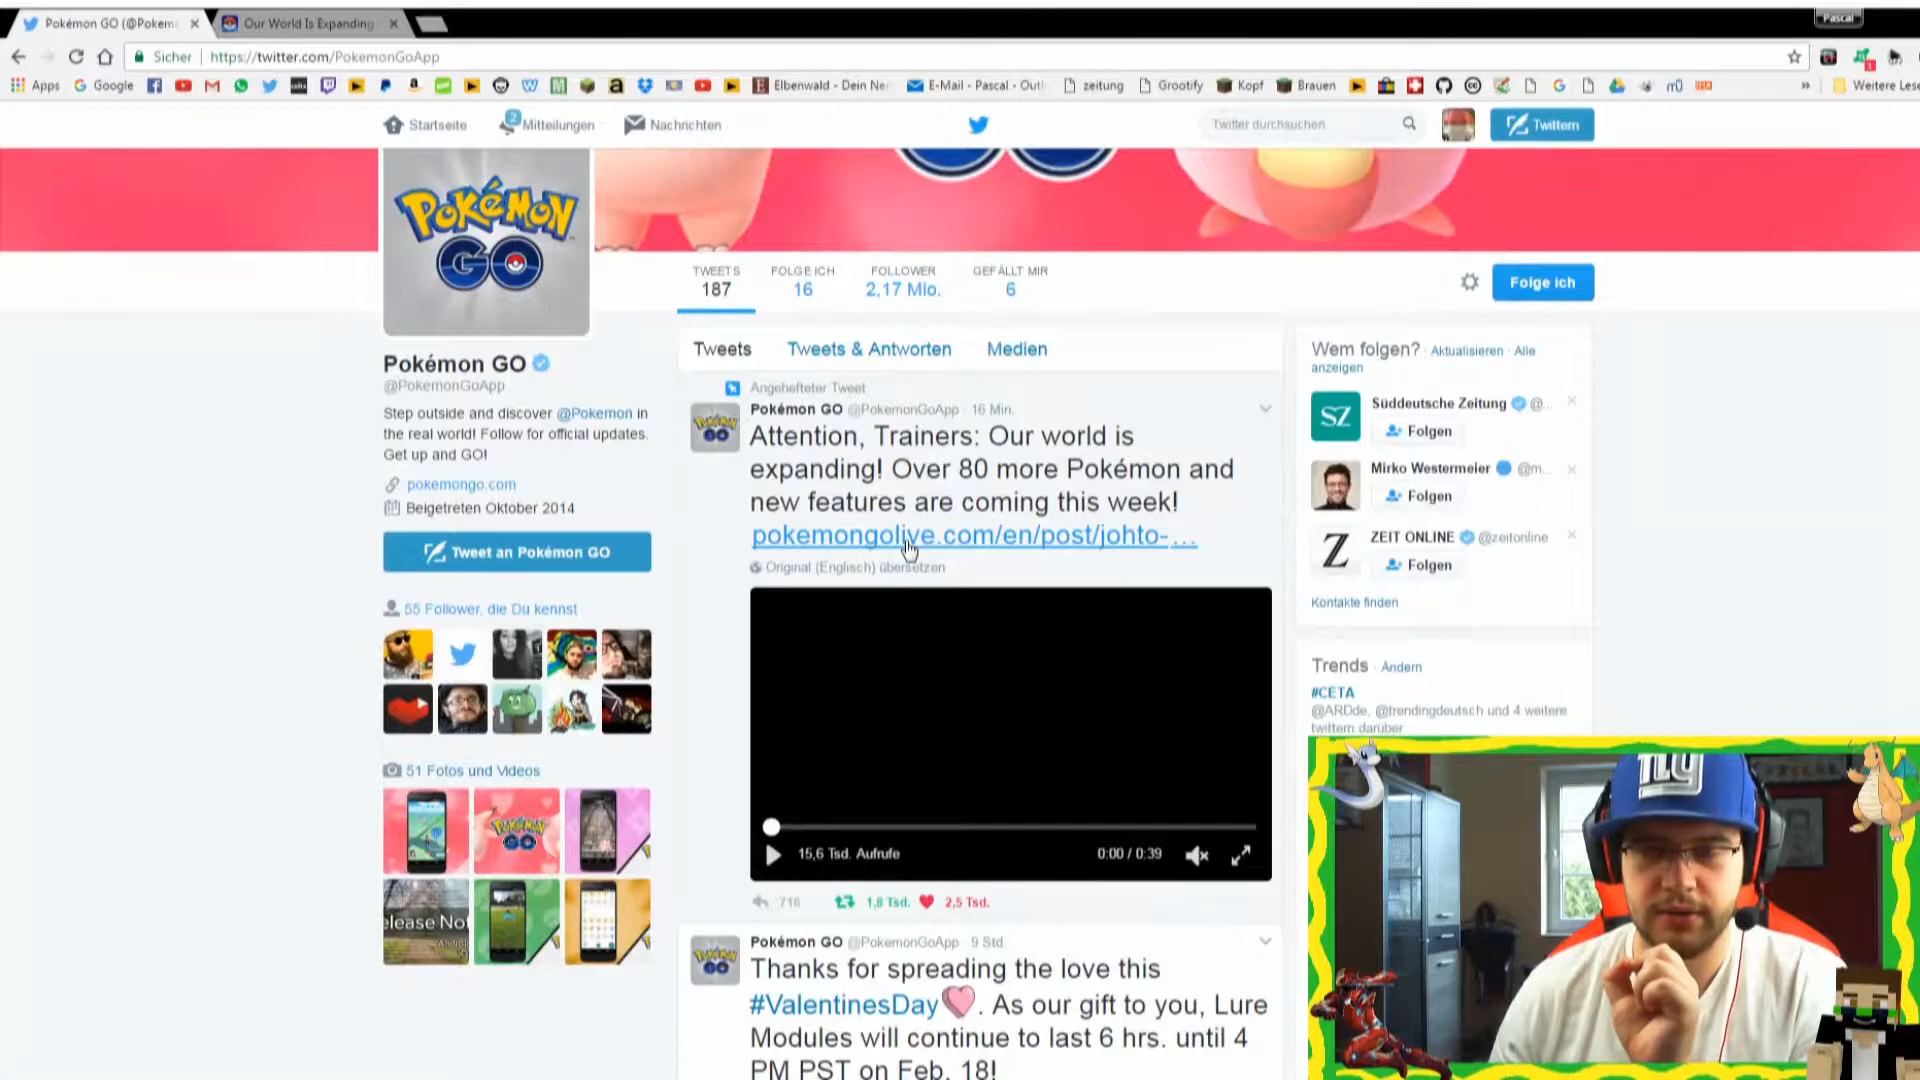 Pokémon GO (@Pokem
Our World Is Expanding
Pascal
Sicher
https://twitter.com/PokemonGoApp
Apps
Google
Elbenwald - Dein Ne
E-Mail - Pascal - Out
zeitung
Grootify
Kopf
Brauen
»
Weitere Lese
Startseite
2
Mitteilungen
Nachrichten
Twitter durchsuchen
Twittern
POKÉMON
GO
TWEETS
187
FOLGE ICH
16
FOLLOWER
2,17 Mio.
GEFÄLLT MIR
6
Folge ich
Pokémon GO
@PokemonGoApp
Step outside and discover @Pokemon in
the real world! Follow for official updates.
Get up and GO!
pokemongo.com
Beigetreten Oktober 2014
Tweet an Pokémon GO
55 Follower, die Du kennst
51 Fotos und Videos
elease Not
Tweets
Tweets & Antworten
Medien
Angehefteter Tweet
Pokémon GO @PokemonGoApp · 16 Min.
Attention, Trainers: Our world is
expanding! Over 80 more Pokémon and
new features are coming this week!
pokemongolive.com/en/post/johto-…
Original (Englisch) übersetzen
15,6 Tsd. Aufrufe
0:00 / 0:39
716
1,8 Tsd.
2,5 Tsd.
Pokémon GO @PokemonGoApp · 9 Std.
Thanks for spreading the love this
#ValentinesDay. As our gift to you, Lure
Modules will continue to last 6 hrs. until 4
PM PST on Feb. 18!
Wem folgen? · Aktualisieren · Alle
anzeigen
SZ
Süddeutsche Zeitung @...
Folgen
Mirko Westermeier @m...
Folgen
Z
ZEIT ONLINE @zeitonline
Folgen
Kontakte finden
Trends · Ändern
#CETA
@ARDde, @trendingdeutsch und 4 weitere
twittern darüber
ny